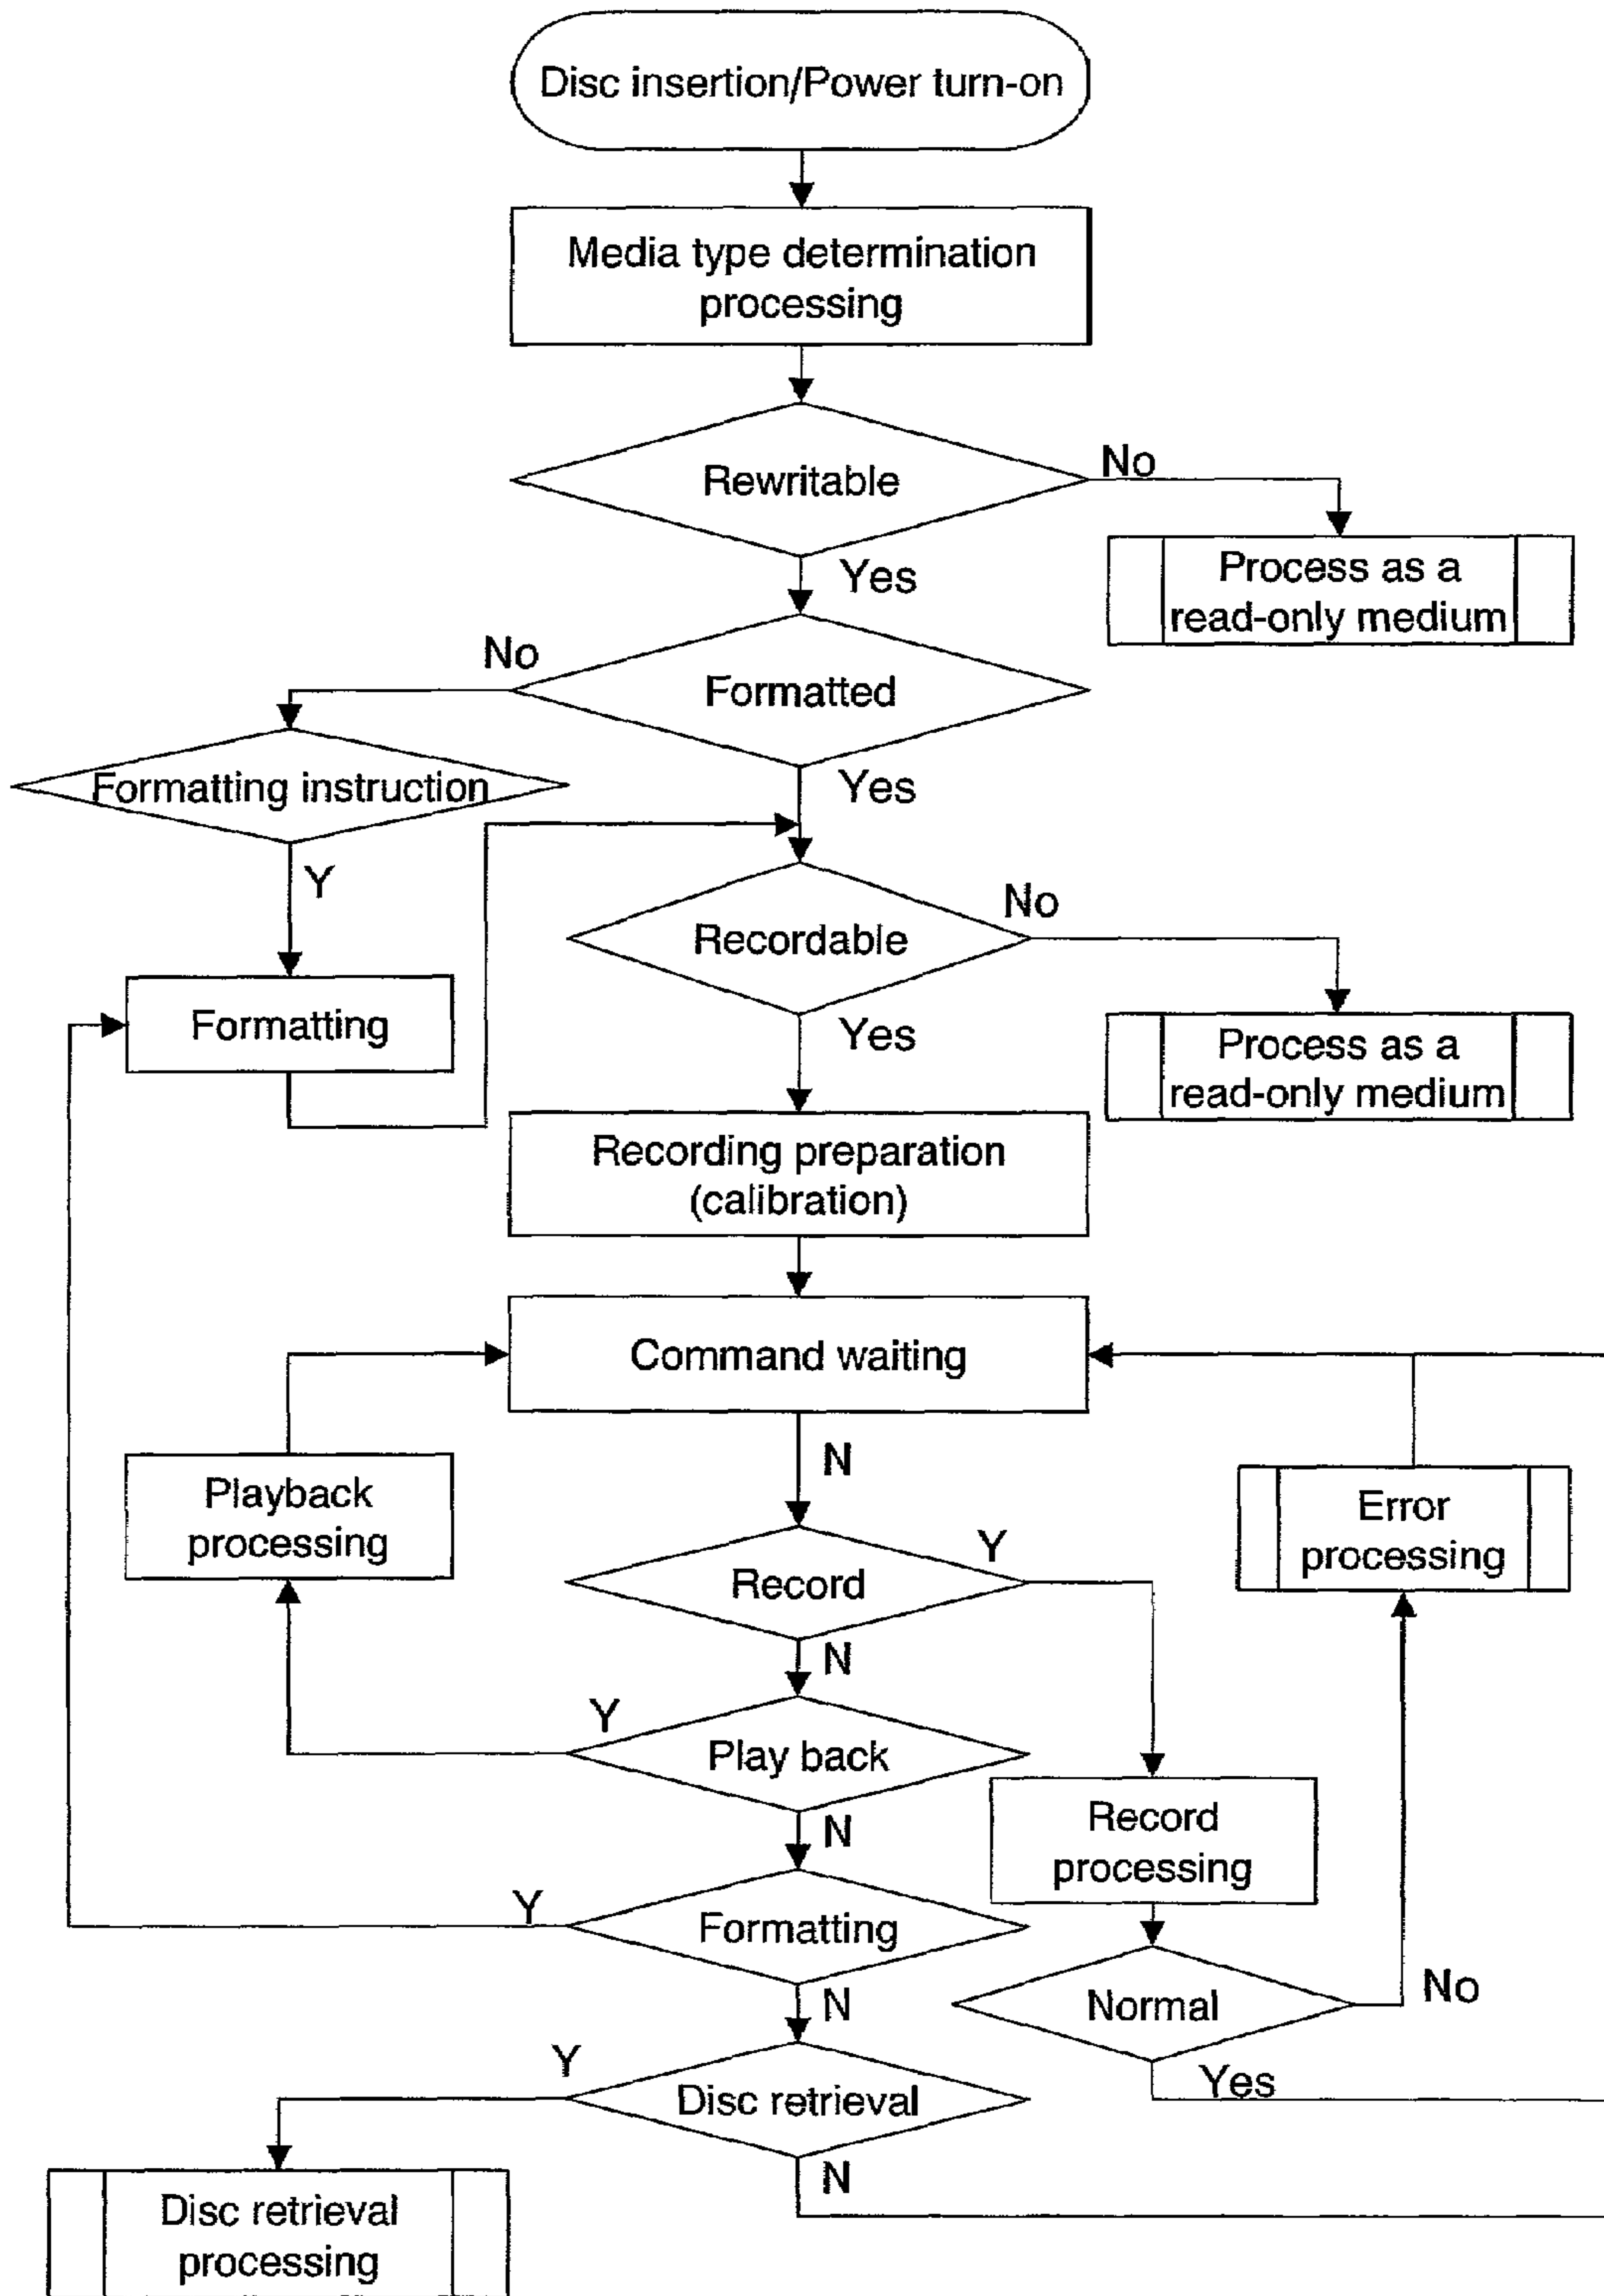 Disc insertion/Power turn-on
Media type determination
processing
Rewritable
No
Yes
Process as a
read-only medium
No
Formatted
Yes
Formatting instruction
Y
Recordable
No
Yes
Formatting
Process as a
read-only medium
Recording preparation
(calibration)
Command waiting
N
Playback
processing
Error
processing
Record
Y
N
Y
Play back
N
Record
processing
Y
Formatting
N
Normal
No
Yes
Y
Disc retrieval
N
Disc retrieval
processing